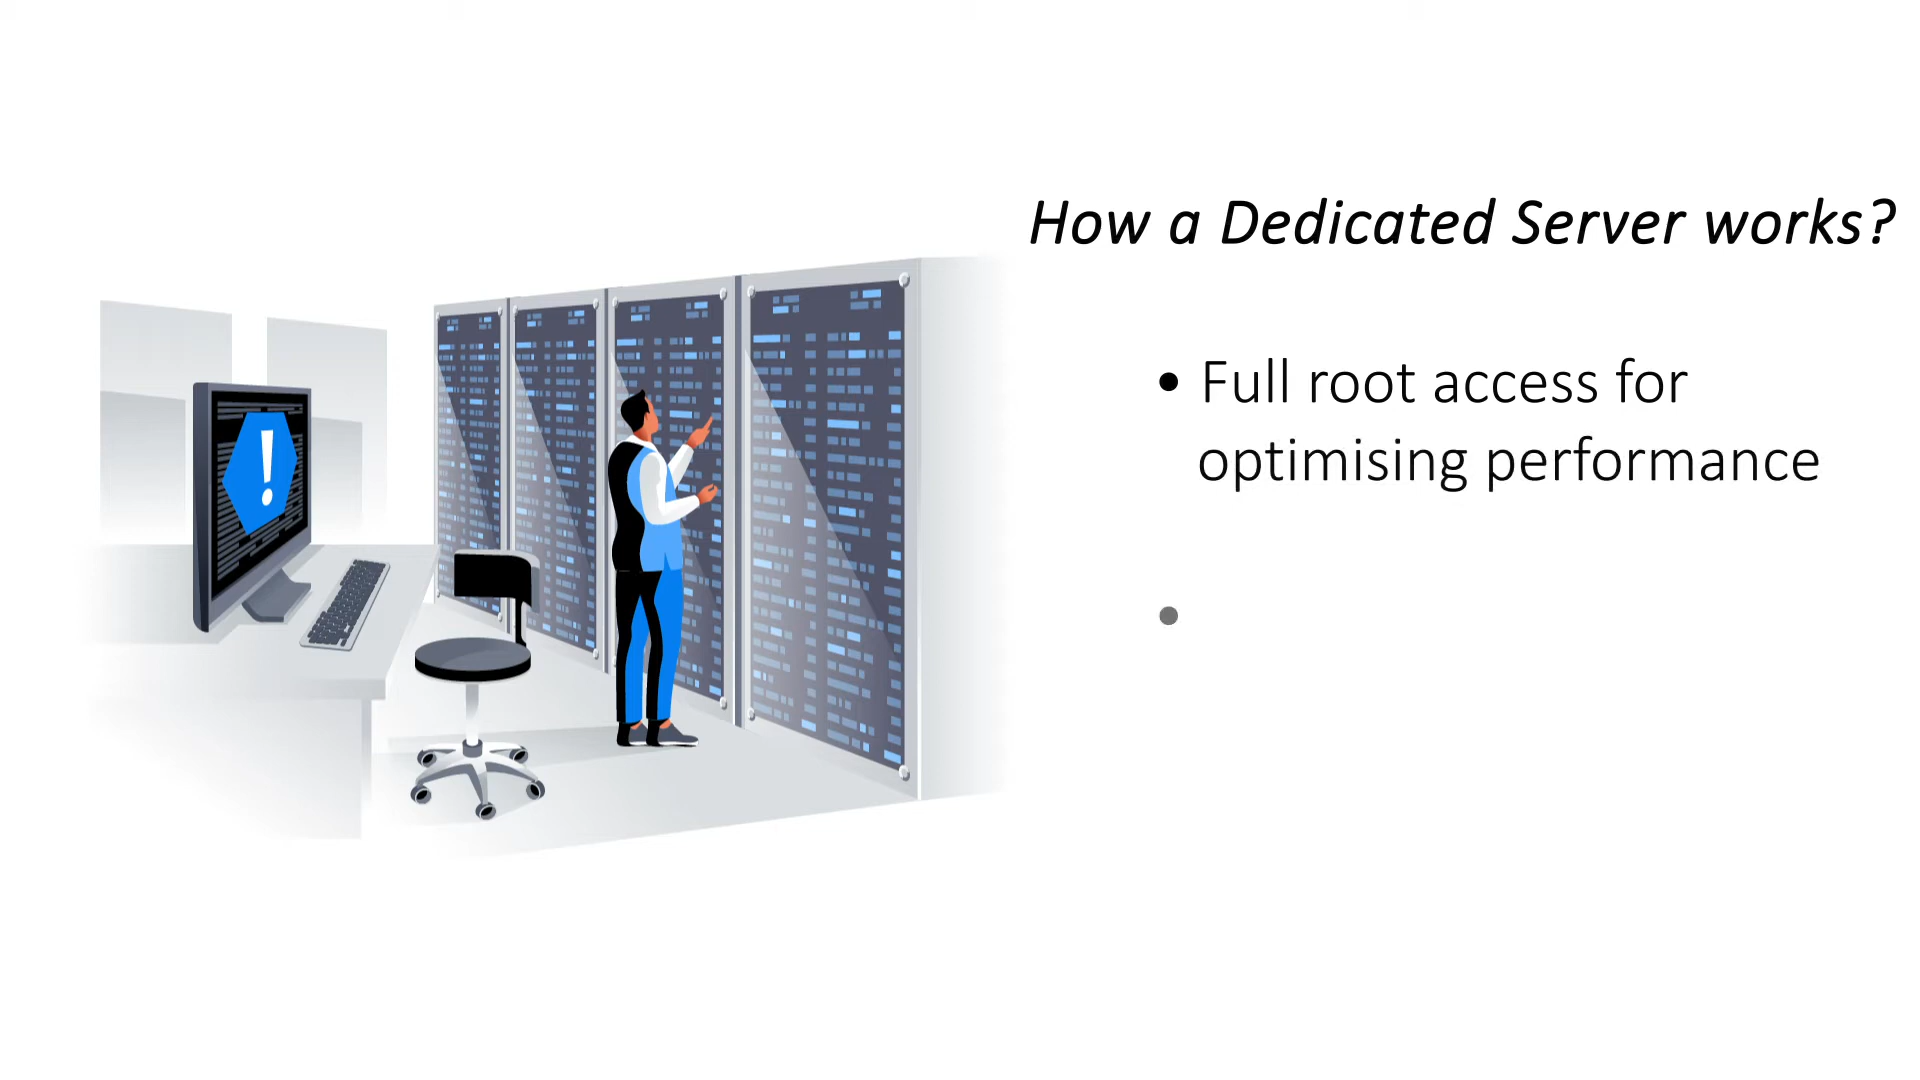 How a Dedicated Server works?
• Full root access for
optimising performance
•